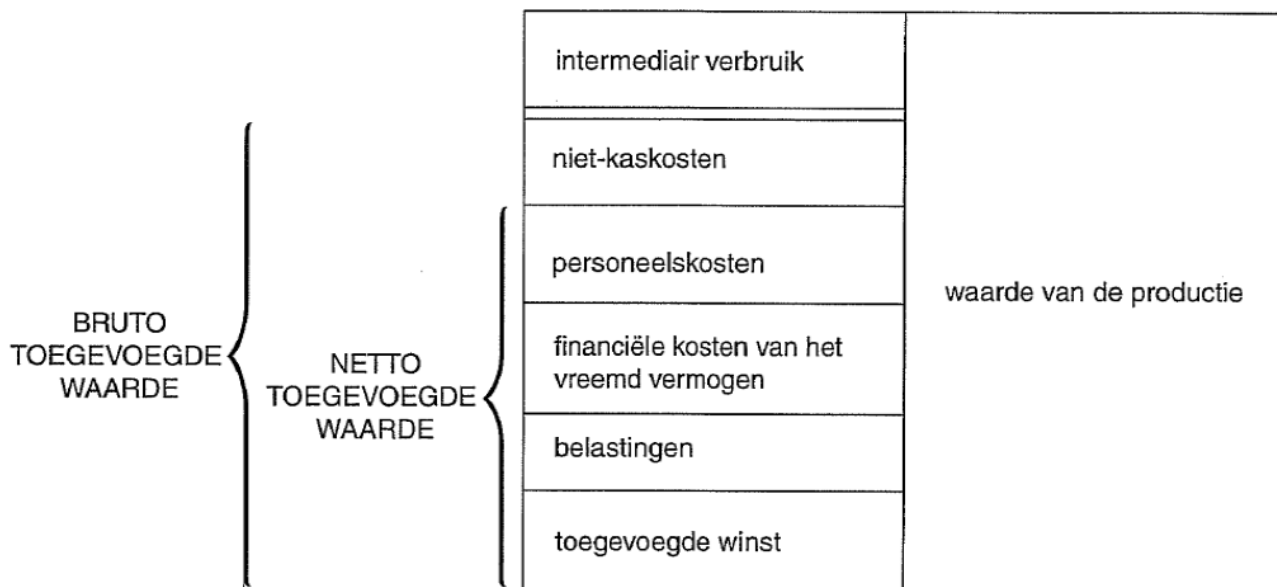 intermediair verbruik
niet-kaskosten
personeelskosten
waarde van de productie
BRUTO
TOEGEVOEGDE
WAARDE
NETTO
TOEGEVOEGDE
WAARDE
financiële kosten van het
vreemd vermogen
belastingen
toegevoegde winst